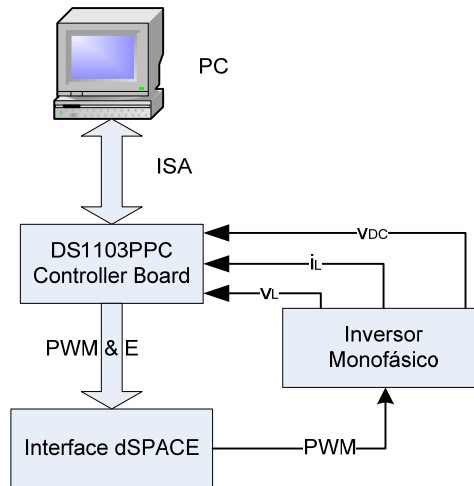 PC
ISA
DS1103PPC
Controller Board
vDC
iL
vL
PWM & E
Inversor
Monofásico
Interface dSPACE
PWM